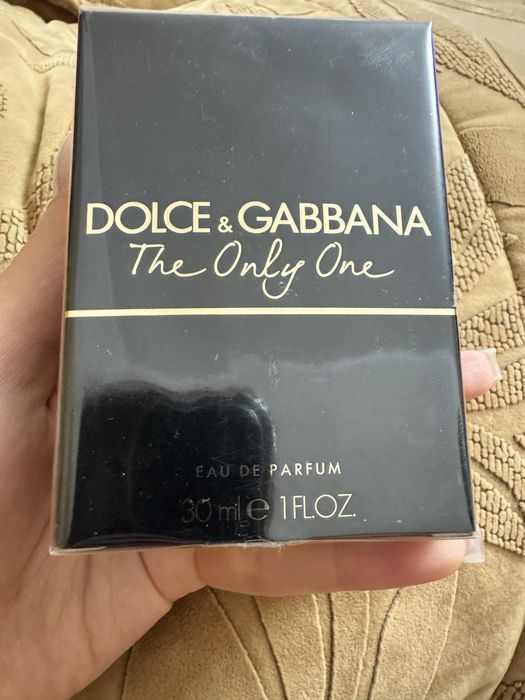 DOLCE & GABBANA
The Only One
EAU DE PARFUM
30 ml e 1 FL.OZ.